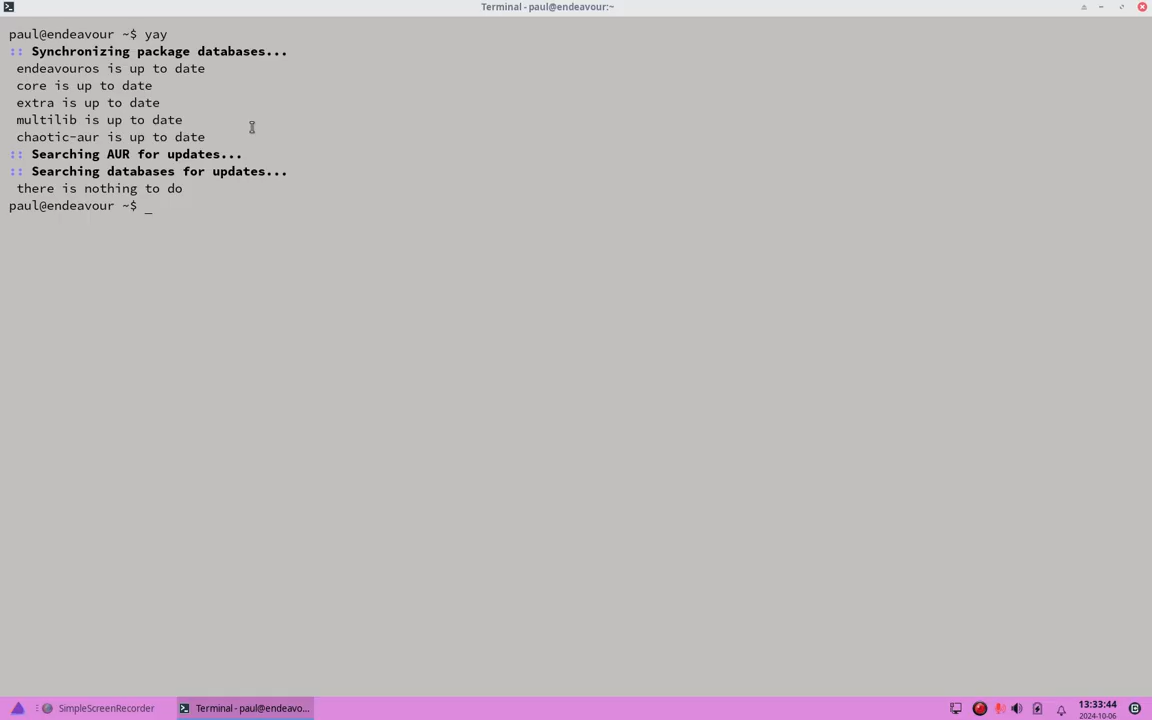 Terminal - paul@endeavour:~
paul@endeavour ~$ yay
:: Synchronizing package databases...
endeavouros is up to date
core is up to date
extra is up to date
multilib is up to date
chaotic-aur is up to date
:: Searching AUR for updates...
:: Searching databases for updates...
there is nothing to do
paul@endeavour ~$ _
SimpleScreenRecorder
Terminal - paul@endeavo...
13:33:44
2024-10-06